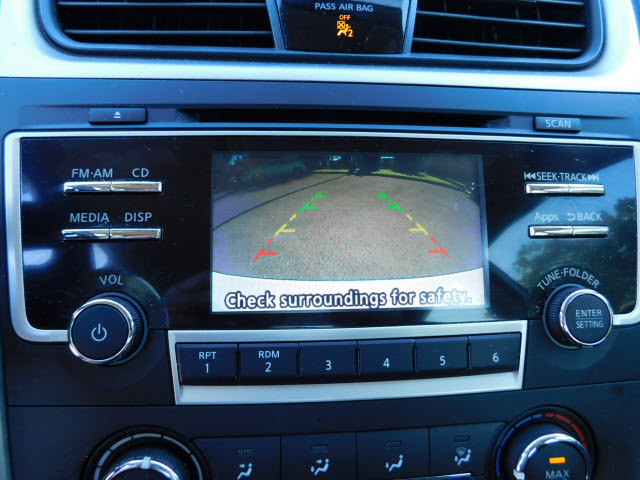 PASS AIR BAG
OFF
2
SCAN
FM·AM CD
MEDIA DISP
SEEK·TRACK
Apps BACK
VOL
TUNE·FOLDER
ENTER
SETTING
Check surroundings for safety.
RPT
1
RDM
2
3
4
5
6
MAX